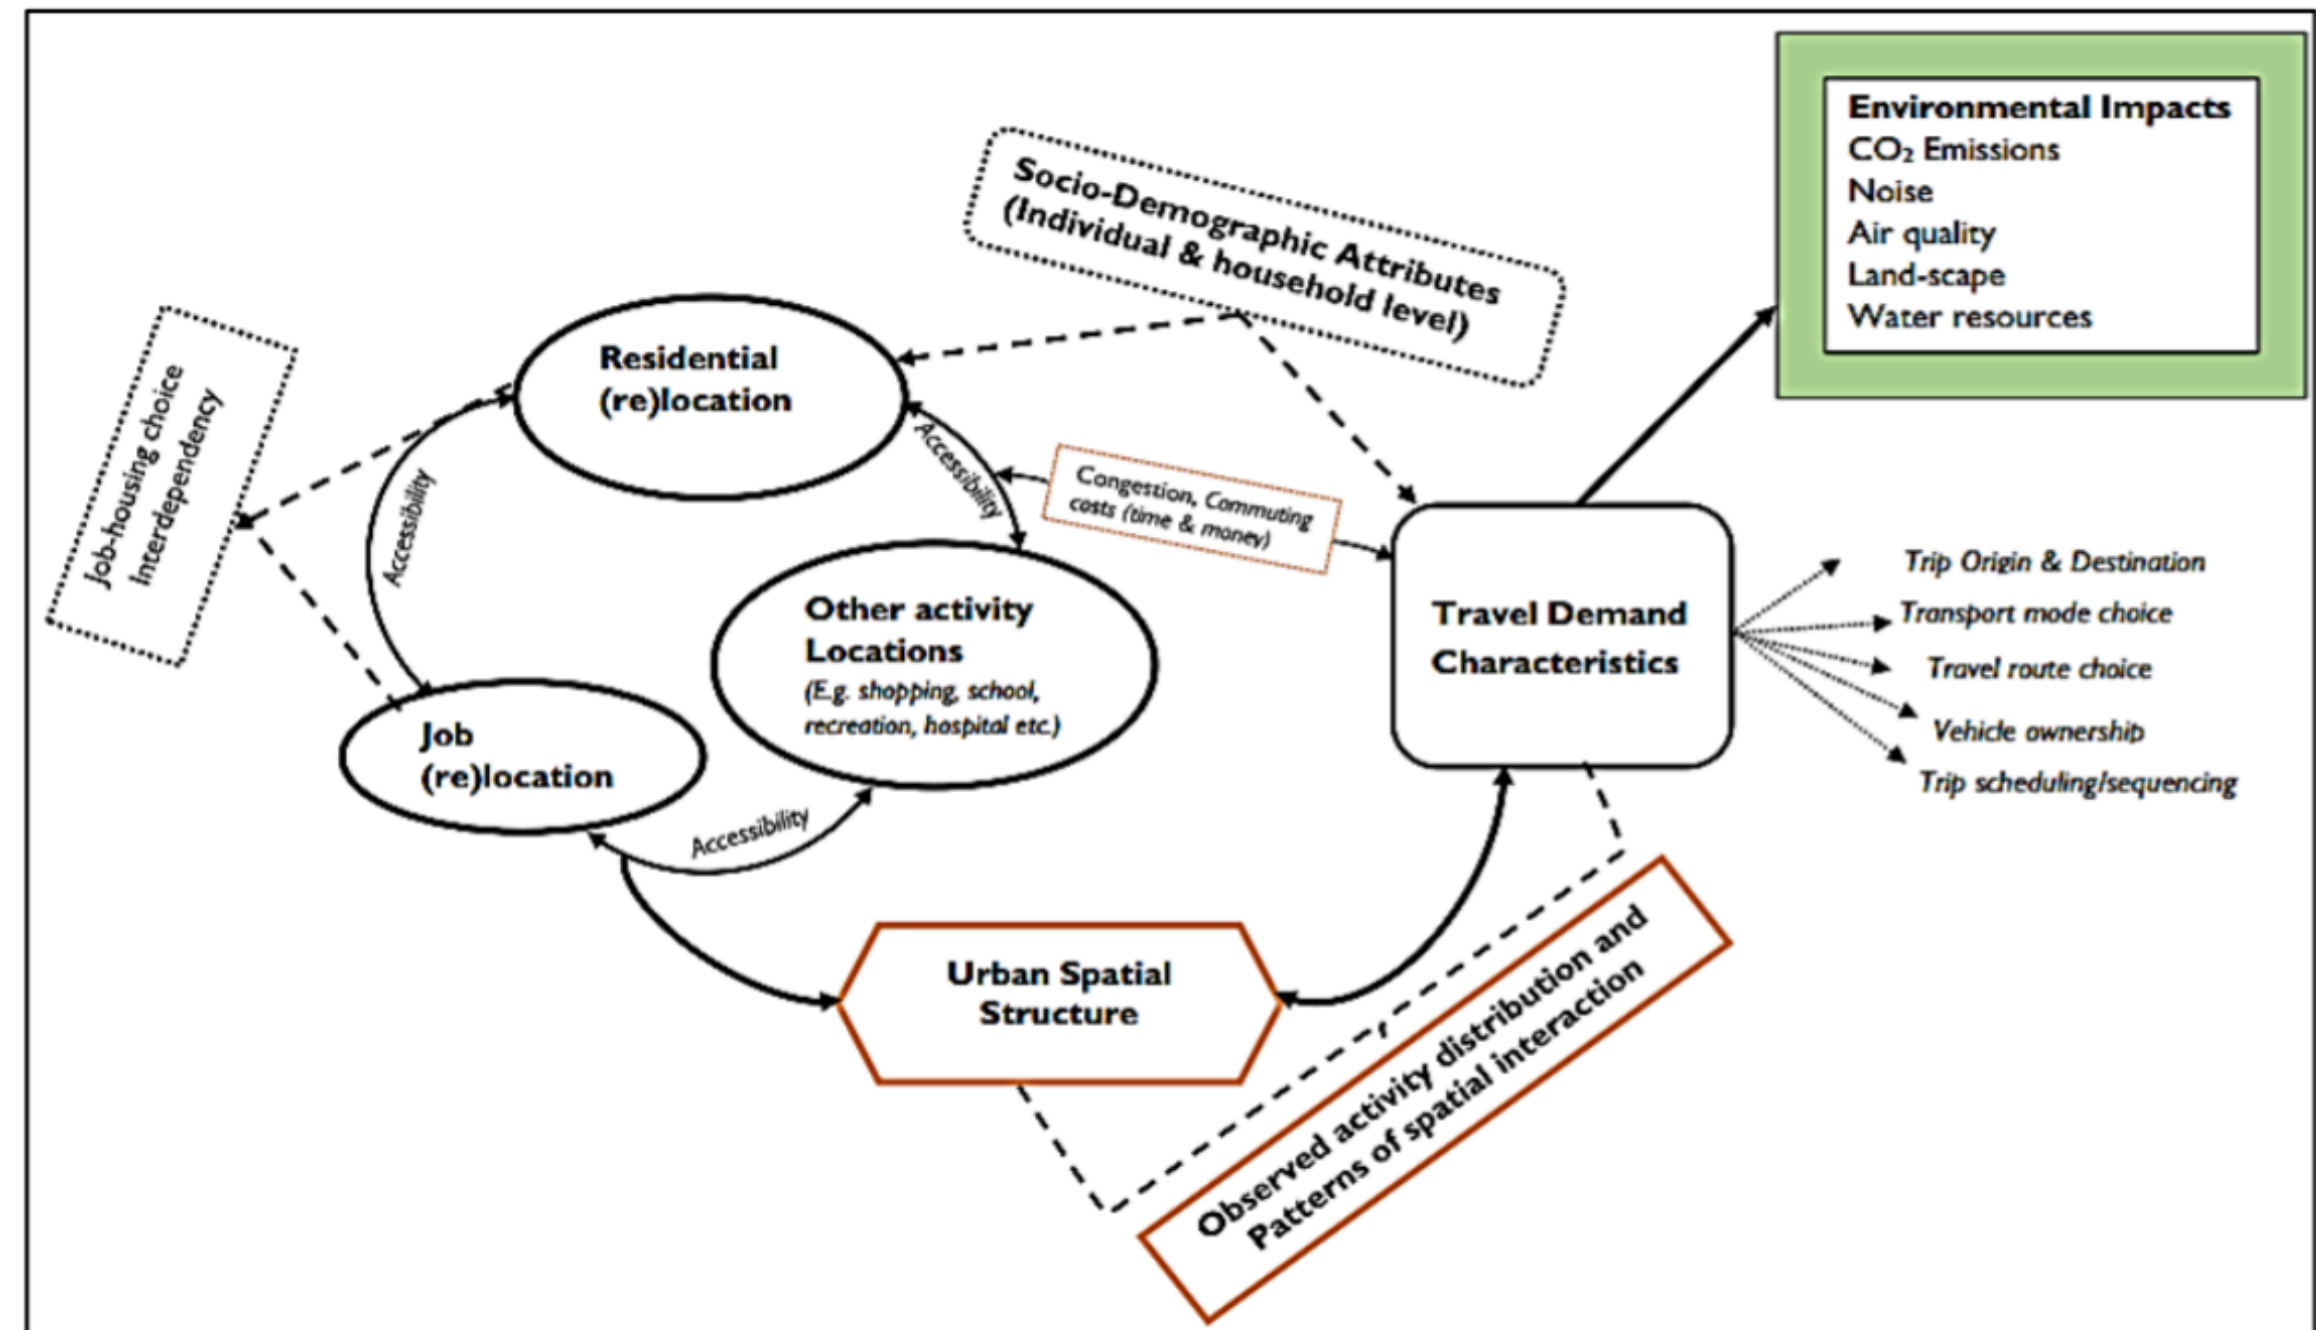 Environmental Impacts
CO₂ Emissions
Noise
Air quality
Land-scape
Water resources
Socio-Demographic Attributes
(Individual & household level)
Residential
(re)location
Job-housing choice
Interdependency
Accessibility
Accessibility
Congestion, Commuting
costs (time & money)
Other activity
Locations
(E.g. shopping, school,
recreation, hospital etc.)
Travel Demand
Characteristics
Trip Origin & Destination
Transport mode choice
Travel route choice
Vehicle ownership
Trip scheduling/sequencing
Job
(re)location
Accessibility
Urban Spatial
Structure
Observed activity distribution and
Patterns of spatial interaction